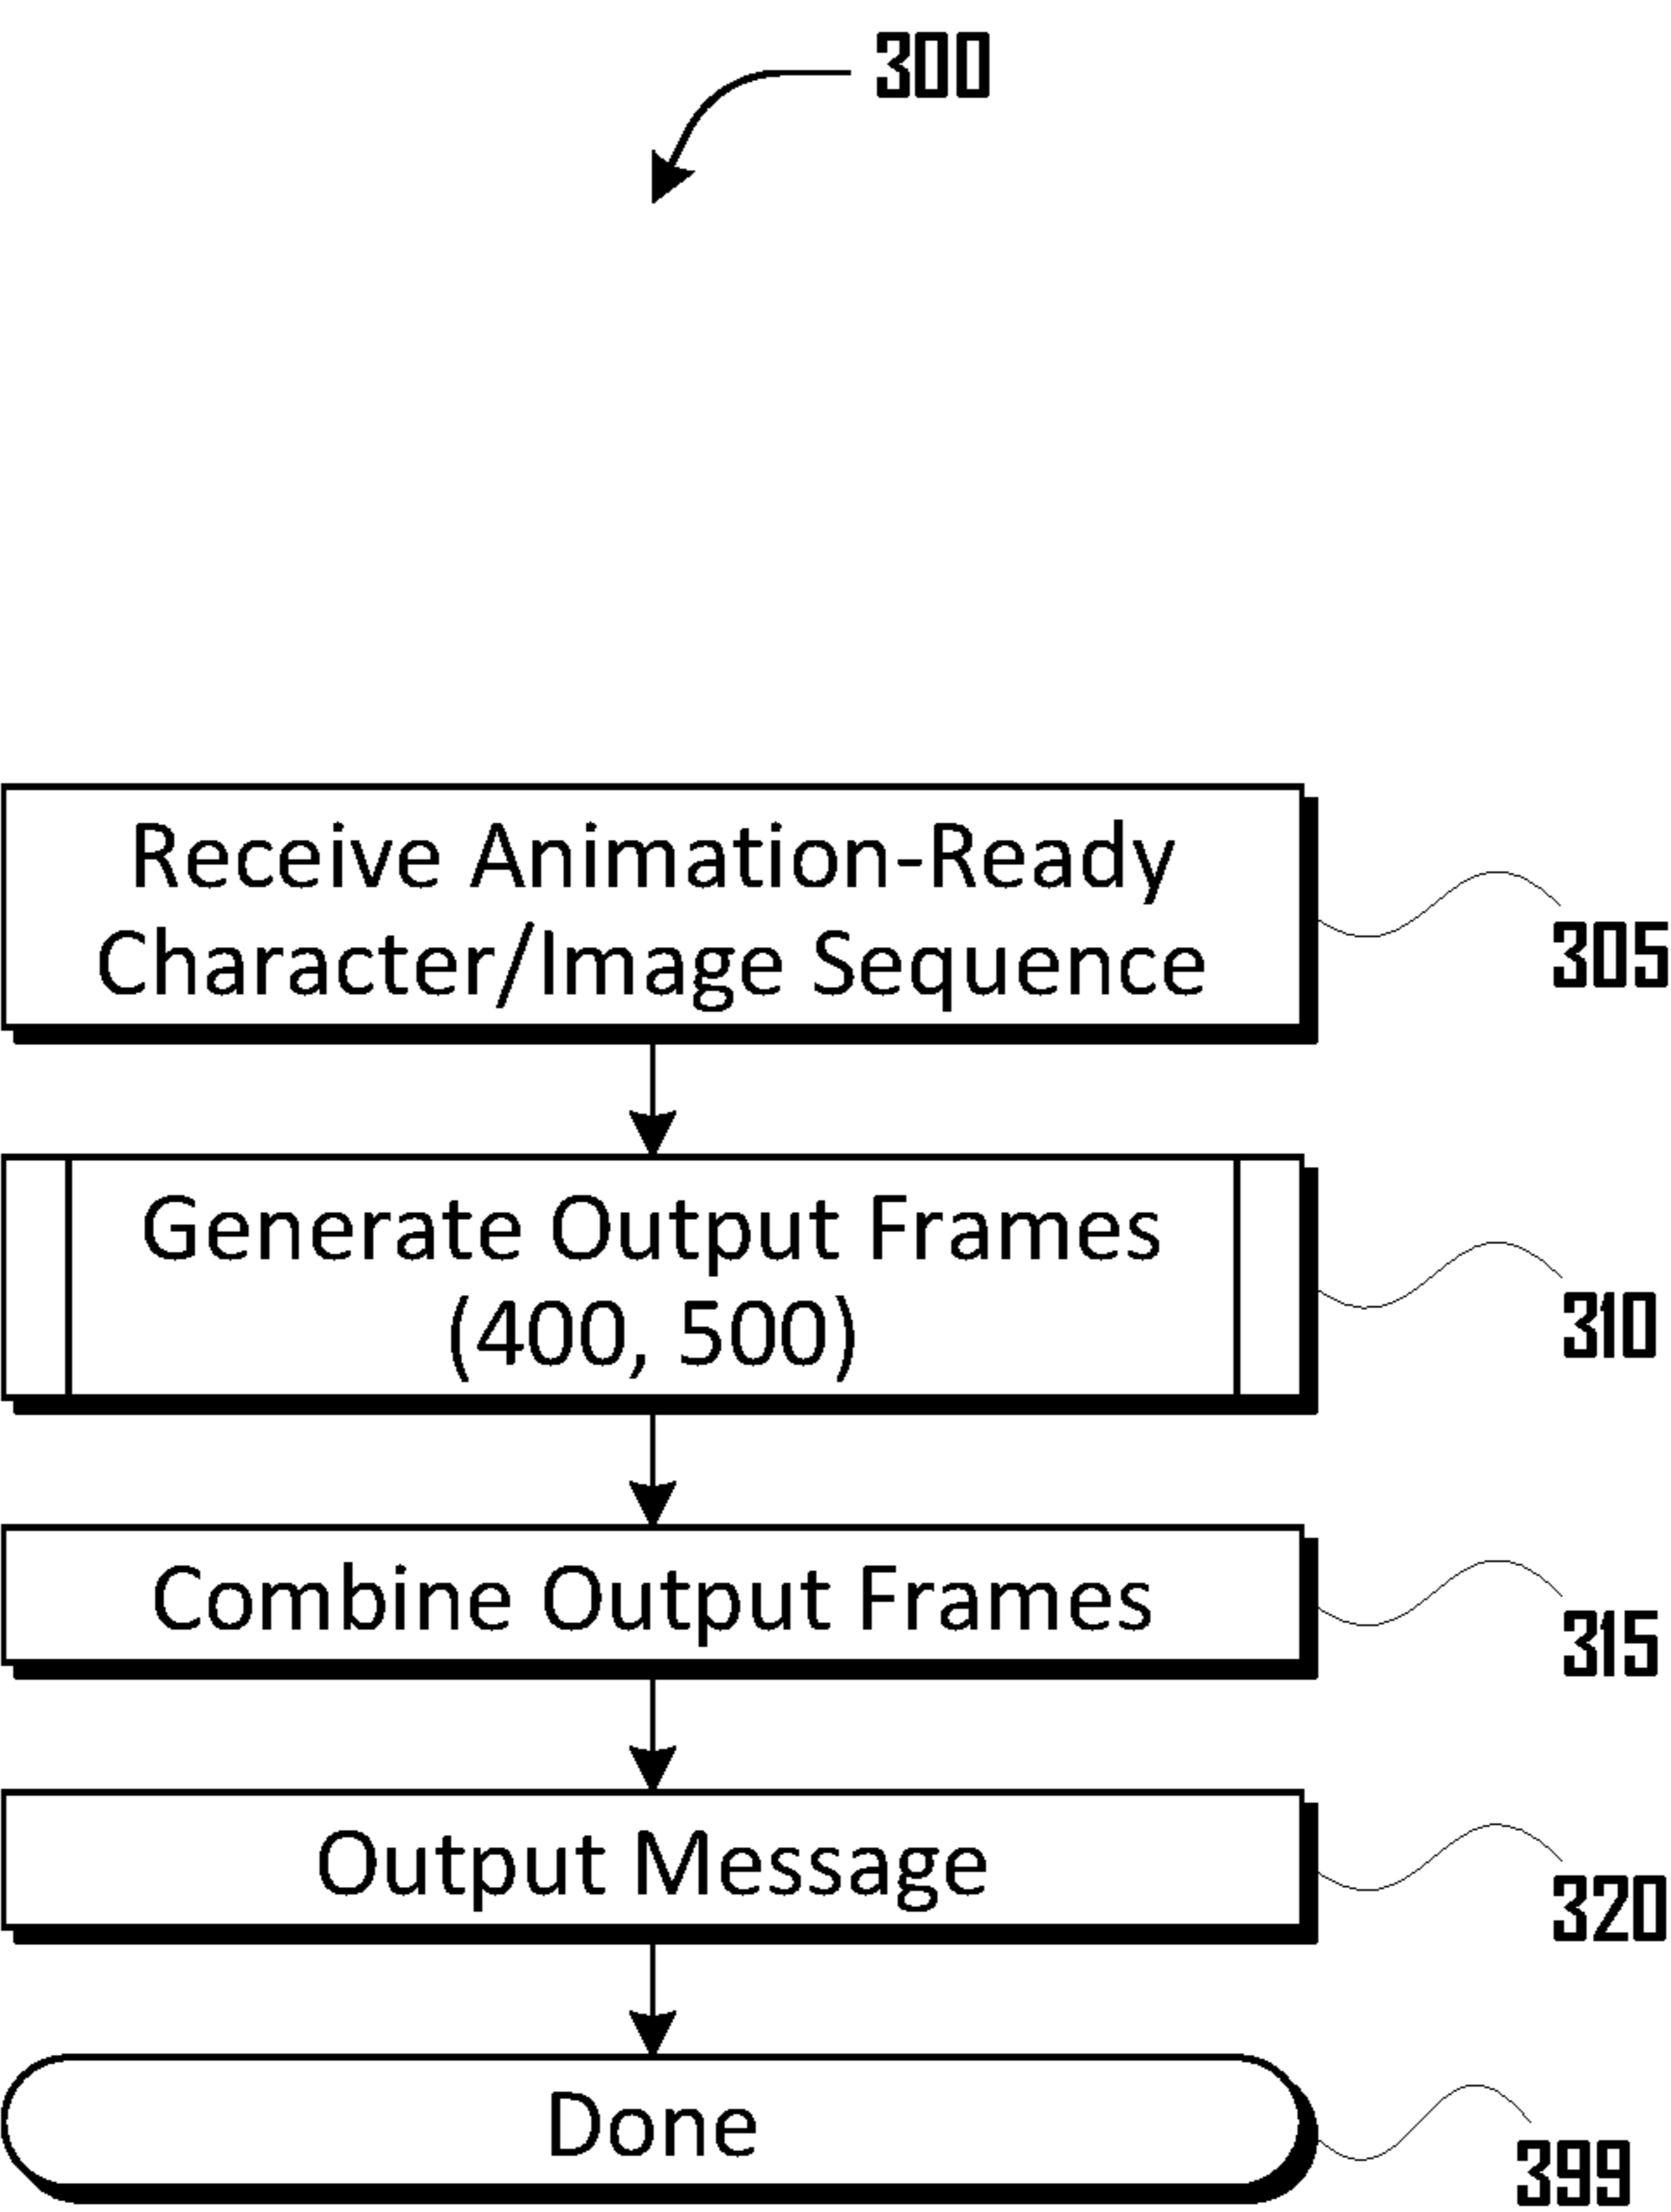 300
Receive Animation-Ready
Character/Image Sequence
305
Generate Output Frames
(400, 500)
310
Combine Output Frames
315
Output Message
320
Done
399